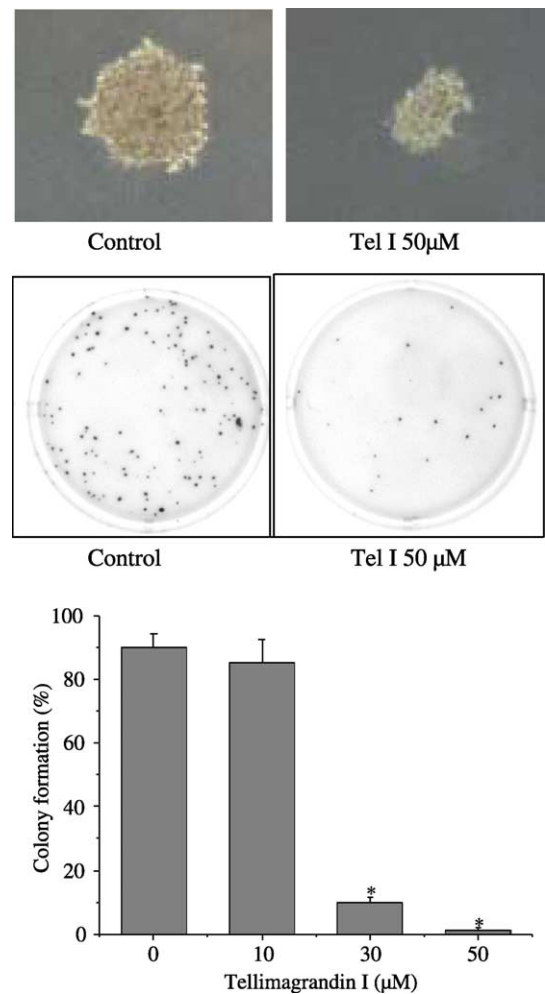 Control Tel I 50μM
Control Tel I 50 μM
100
80
60
40
20
0
Colony formation (%)
* *
0 10 30 50
Tellimagrandin I (μM)